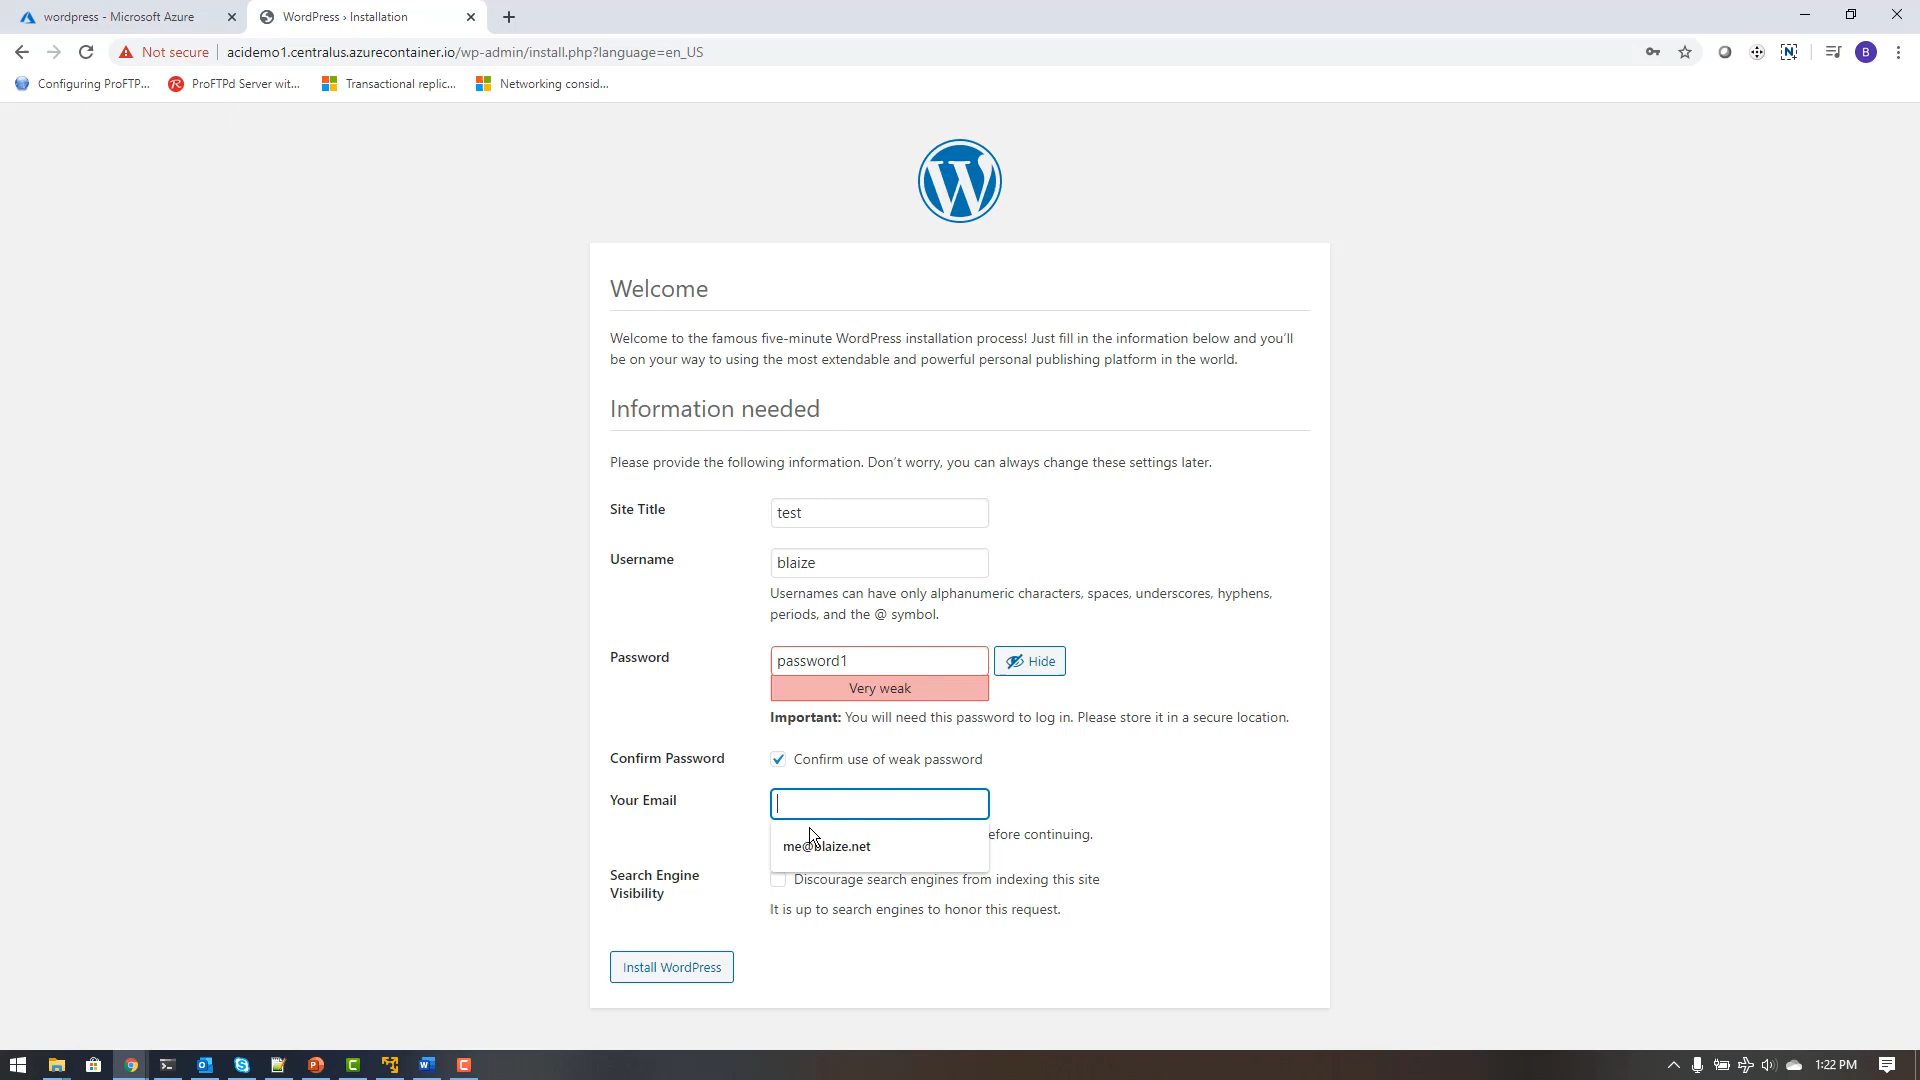 wordpress - Microsoft Azure
WordPress › Installation
Not secure
acidemo1.centralus.azurecontainer.io/wp-admin/install.php?language=en_US
B
Configuring ProFTP...
ProFTPd Server wit...
Transactional replic...
Networking consid...
Welcome
Welcome to the famous five-minute WordPress installation process! Just fill in the information below and you’ll
be on your way to using the most extendable and powerful personal publishing platform in the world.
Information needed
Please provide the following information. Don’t worry, you can always change these settings later.
Site Title
test
Username
blaize
Usernames can have only alphanumeric characters, spaces, underscores, hyphens,
periods, and the @ symbol.
Password
password1
Hide
Very weak
Important: You will need this password to log in. Please store it in a secure location.
Confirm Password
Confirm use of weak password
Your Email
efore continuing.
me@blaize.net
Search Engine
Visibility
Discourage search engines from indexing this site
It is up to search engines to honor this request.
Install WordPress
1:22 PM